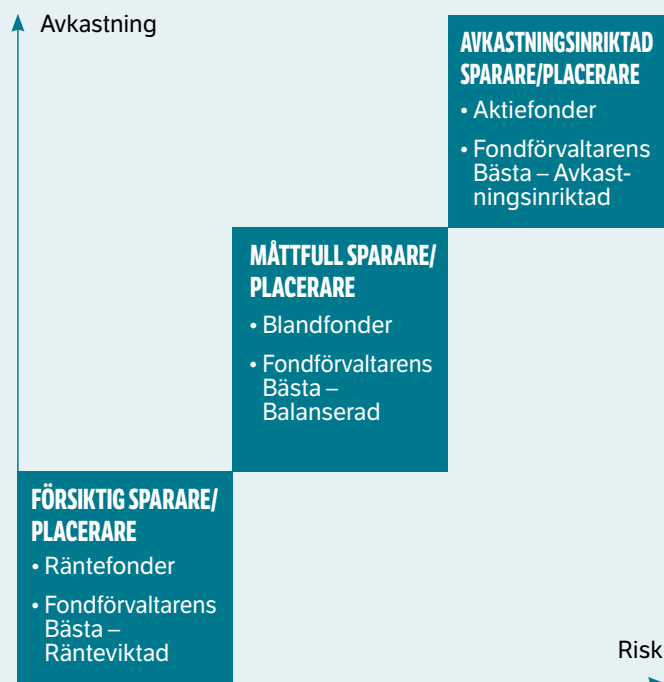 Avkastning
AVKASTNINGSINRIKTAD
SPARARE/PLACERARE
• Aktiefonder
• Fondförvaltarens
Bästa – Avkast-
ningsinriktad
MÅTTFULL SPARARE/
PLACERARE
• Blandfonder
• Fondförvaltarens
Bästa –
Balanserad
FÖRSIKTIG SPARARE/
PLACERARE
• Räntefonder
• Fondförvaltarens
Bästa –
Ränteviktad
Risk